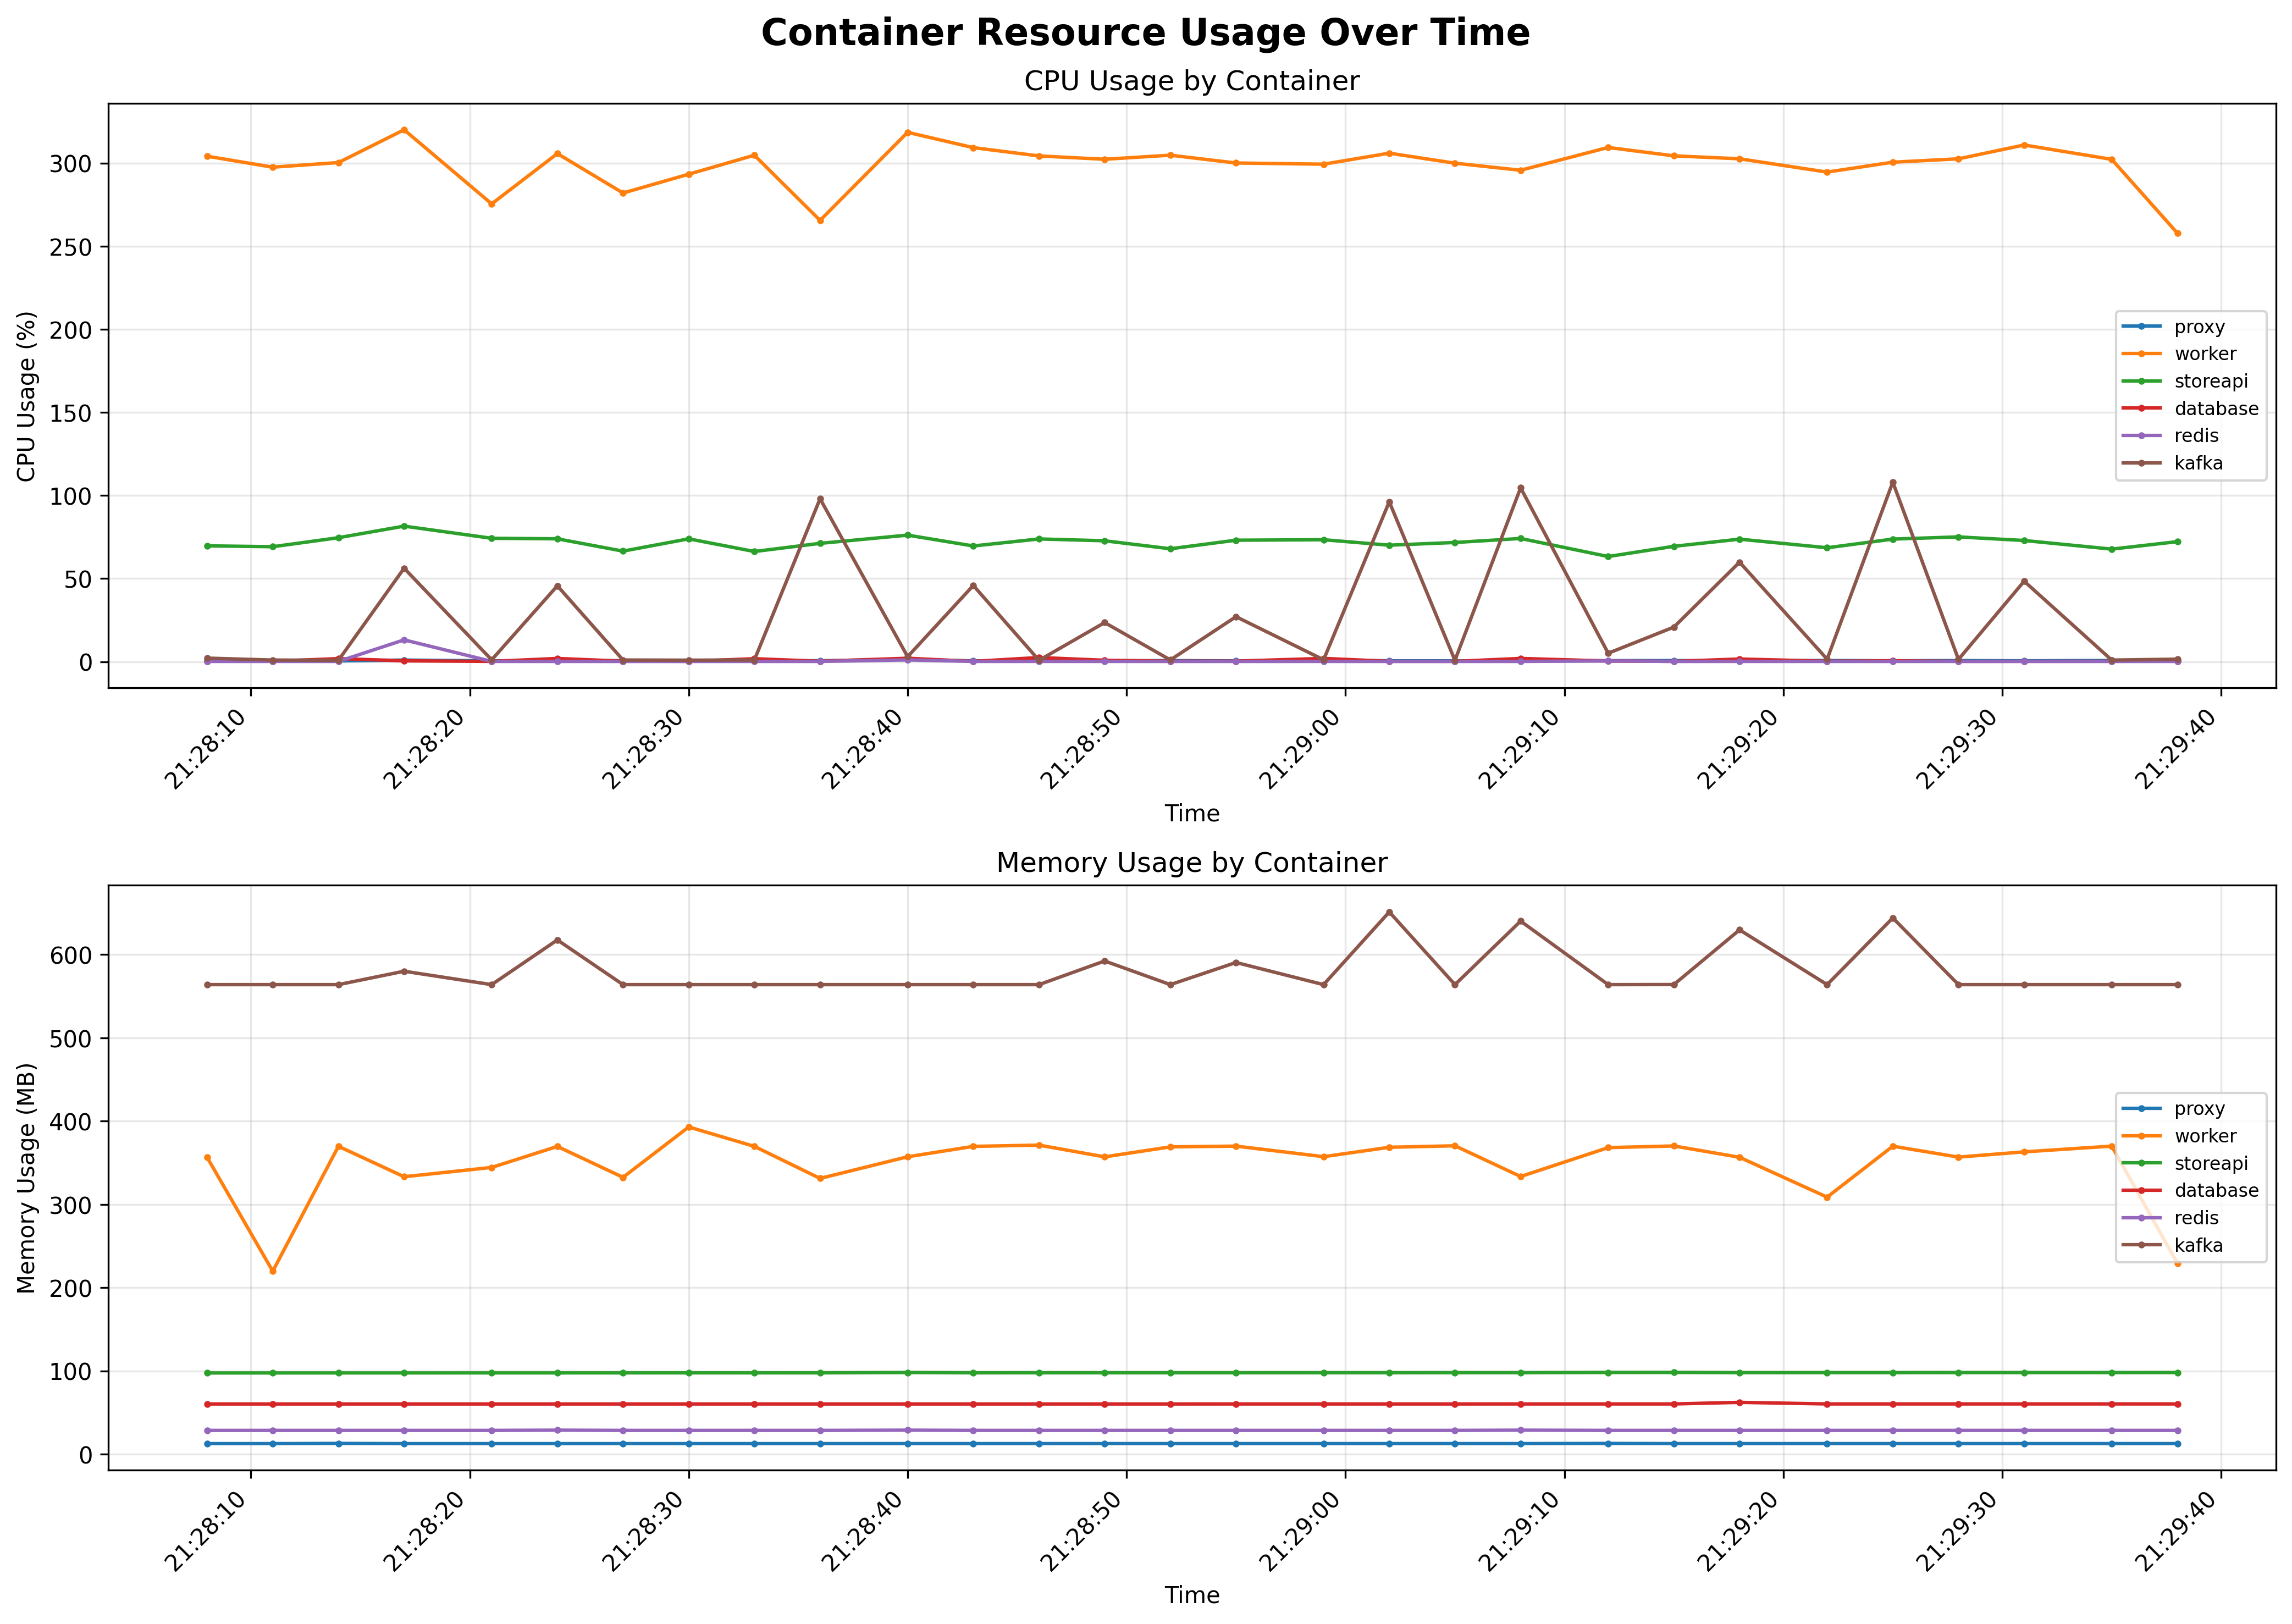 Container Resource Usage Over Time
CPU Usage by Container
CPU Usage (%)
300
250
200
150
100
50
0
proxy
worker
storeapi
database
redis
kafka
21:28:10
21:28:20
21:28:30
21:28:40
21:28:50
21:29:00
21:29:10
21:29:20
21:29:30
21:29:40
Time
Memory Usage by Container
Memory Usage (MB)
600
500
400
300
200
100
0
proxy
worker
storeapi
database
redis
kafka
21:28:10
21:28:20
21:28:30
21:28:40
21:28:50
21:29:00
21:29:10
21:29:20
21:29:30
21:29:40
Time